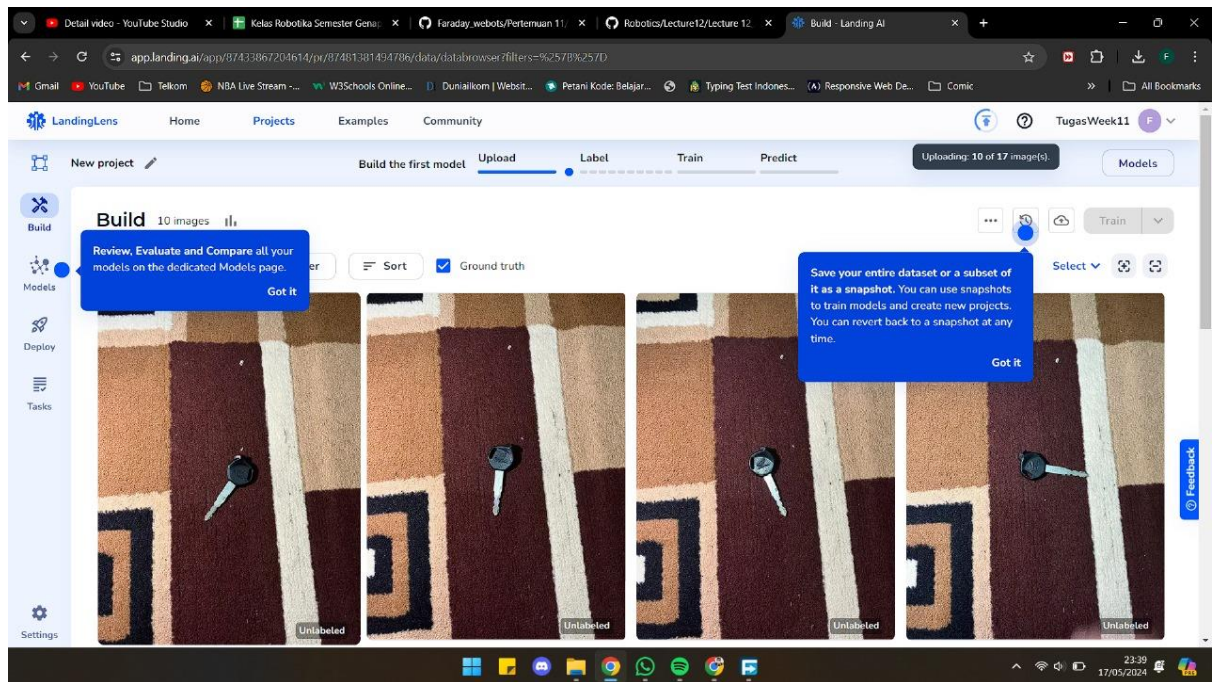 Detail video - YouTube Studio
Kelas Robotika Semester Genap
Faraday_webots/Pertemuan 11/
Robotics/Lecture12/Lecture 12
Build - Landing AI
app.landing.ai/app/87433867204614/pr/87481381494786/data/databrowser?filters=%257B%257D
Gmail
YouTube
Telkom
NBA Live Stream -...
W3Schools Online...
Duniailkom | Websit...
Petani Kode: Belajar...
Typing Test Indones...
(A) Responsive Web De...
Comic
»
All Bookmarks
LandingLens
Home
Projects
Examples
Community
TugasWeek11
F
New project
Build the first model
Upload
Label
Train
Predict
Uploading: 10 of 17 image(s).
Models
Build
Models
Deploy
Tasks
Settings
Build 10 images
Train
Review, Evaluate and Compare all your
models on the dedicated Models page.
Got it
er
Sort
Ground truth
Select
Save your entire dataset or a subset of
it as a snapshot. You can use snapshots
to train models and create new projects.
You can revert back to a snapshot at any
time.
Got it
Unlabeled
Unlabeled
Unlabeled
Unlabeled
Feedback
23:39
17/05/2024